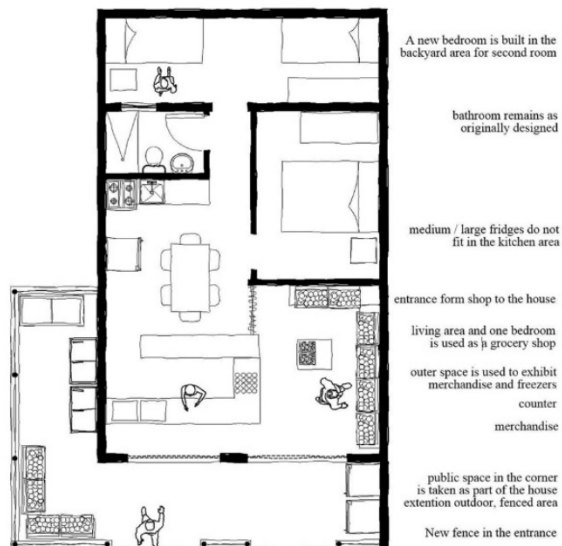 A new bedroom is built in the
backyard area for second room
bathroom remains as
originally designed
medium / large fridges do not
fit in the kitchen area
entrance form shop to the house
living area and one bedroom
is used as a grocery shop
outer space is used to exhibit
merchandise and freezers
counter
merchandise
public space in the corner
is taken as part of the house
extention outdoor, fenced area
New fence in the entrance